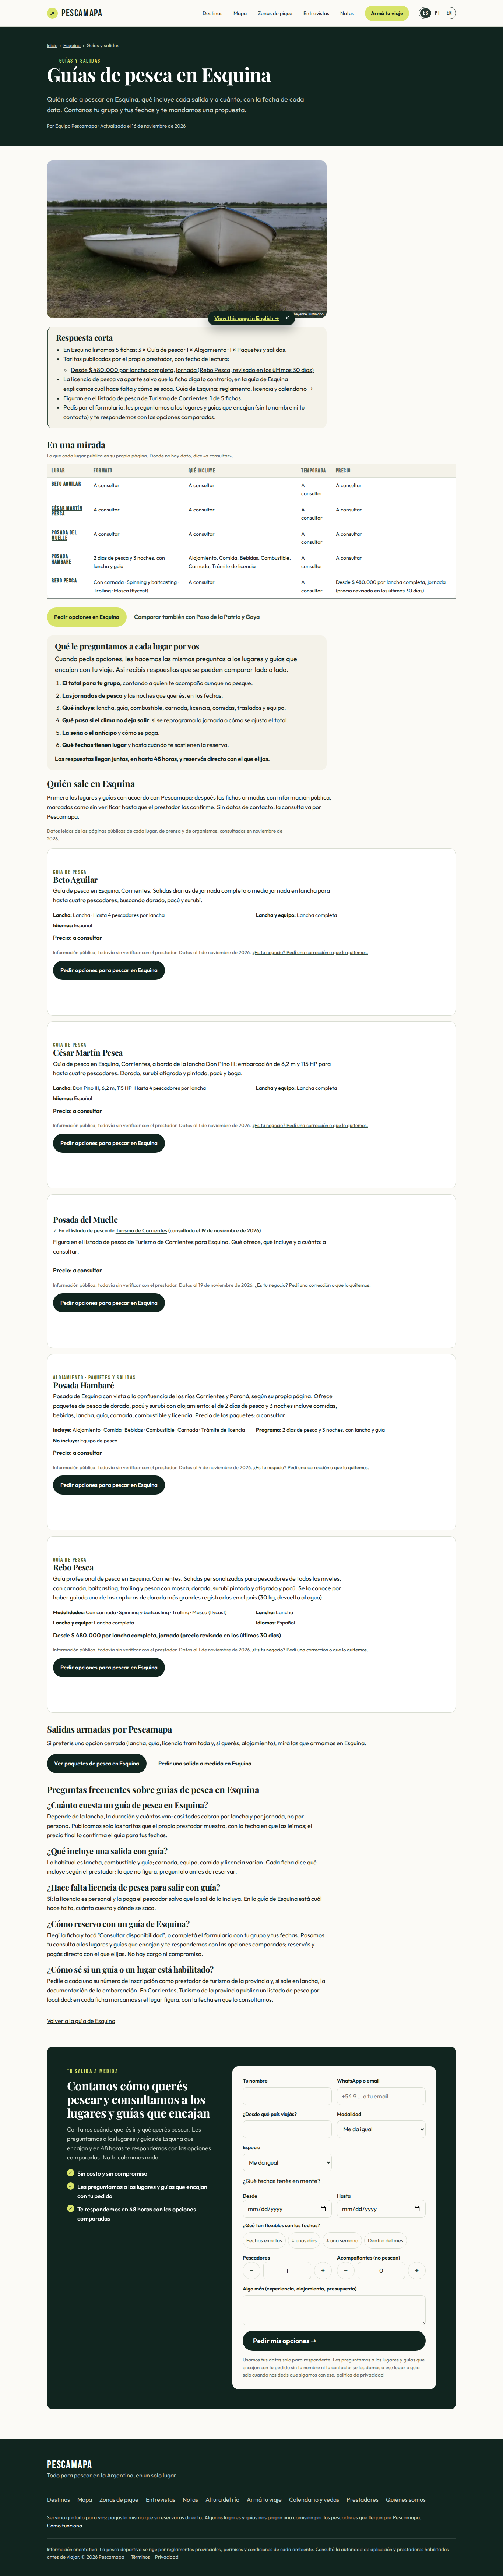 PESCAMAPA
Destinos Mapa Zonas de pique Entrevistas Notas Armá tu viaje ES PT EN
Inicio › Esquina › Guías y salidas
GUÍAS Y SALIDAS
Guías de pesca en Esquina
Quién sale a pescar en Esquina, qué incluye cada salida y a cuánto, con la fecha de cada
dato. Contanos tu grupo y tus fechas y te mandamos una propuesta.
Por Equipo Pescamapa · Actualizado el 16 de noviembre de 2026
View this page in English → ×
Respuesta corta
En Esquina listamos 5 fichas: 3 × Guía de pesca · 1 × Alojamiento · 1 × Paquetes y salidas.
Tarifas publicadas por el propio prestador, con fecha de lectura:
Desde $ 480.000 por lancha completa, jornada (Rebo Pesca, revisado en los últimos 30 días)
La licencia de pesca va aparte salvo que la ficha diga lo contrario; en la guía de Esquina
explicamos cuál hace falta y cómo se saca. Guía de Esquina: reglamento, licencia y calendario →
Figuran en el listado de pesca de Turismo de Corrientes: 1 de 5 fichas.
Pedís por el formulario, les preguntamos a los lugares y guías que encajan (sin tu nombre ni tu
contacto) y te respondemos con las opciones comparadas.
En una mirada
Lo que cada lugar publica en su propia página. Donde no hay dato, dice «a consultar».
LUGAR FORMATO QUÉ INCLUYE TEMPORADA PRECIO
BETO AGUILAR A consultar A consultar A consultar A consultar
CÉSAR MARTÍN PESCA A consultar A consultar A consultar A consultar
POSADA DEL MUELLE A consultar A consultar A consultar A consultar
POSADA HAMBARÉ 2 días de pesca y 3 noches, con lancha y guía Alojamiento, Comida, Bebidas, Combustible, Carnada, Trámite de licencia A consultar A consultar
REBO PESCA Con carnada · Spinning y baitcasting · Trolling · Mosca (flycast) A consultar A consultar Desde $ 480.000 por lancha completa, jornada (precio revisado en los últimos 30 días)
Pedir opciones en Esquina Comparar también con Paso de la Patria y Goya
Qué le preguntamos a cada lugar por vos
Cuando pedís opciones, les hacemos las mismas preguntas a los lugares y guías que
encajan con tu viaje. Así recibís respuestas que se pueden comparar lado a lado.
1. El total para tu grupo, contando a quien te acompaña aunque no pesque.
2. Las jornadas de pesca y las noches que querés, en tus fechas.
3. Qué incluye: lancha, guía, combustible, carnada, licencia, comidas, traslados y equipo.
4. Qué pasa si el clima no deja salir: si se reprograma la jornada o cómo se ajusta el total.
5. La seña o el anticipo y cómo se paga.
6. Qué fechas tienen lugar y hasta cuándo te sostienen la reserva.
Las respuestas llegan juntas, en hasta 48 horas, y reservás directo con el que elijas.
Quién sale en Esquina
Primero los lugares y guías con acuerdo con Pescamapa; después las fichas armadas con información pública,
marcadas como sin verificar hasta que el prestador las confirme. Sin datos de contacto: la consulta va por
Pescamapa.
Datos leídos de las páginas públicas de cada lugar, de prensa y de organismos, consultados en noviembre de
2026.
GUÍA DE PESCA
Beto Aguilar
Guía de pesca en Esquina, Corrientes. Salidas diarias de jornada completa o media jornada en lancha para
hasta cuatro pescadores, buscando dorado, pacú y surubí.
Lancha: Lancha · Hasta 4 pescadores por lancha Lancha y equipo: Lancha completa
Idiomas: Español
Precio: a consultar
Información pública, todavía sin verificar con el prestador. Datos al 1 de noviembre de 2026. ¿Es tu negocio? Pedí una corrección o que lo quitemos.
Pedir opciones para pescar en Esquina
GUÍA DE PESCA
César Martín Pesca
Guía de pesca en Esquina, Corrientes, a bordo de la lancha Don Pino III: embarcación de 6,2 m y 115 HP para
hasta cuatro pescadores. Dorado, surubí atigrado y pintado, pacú y boga.
Lancha: Don Pino III, 6,2 m, 115 HP · Hasta 4 pescadores por lancha Lancha y equipo: Lancha completa
Idiomas: Español
Precio: a consultar
Información pública, todavía sin verificar con el prestador. Datos al 1 de noviembre de 2026. ¿Es tu negocio? Pedí una corrección o que lo quitemos.
Pedir opciones para pescar en Esquina
Posada del Muelle
✓ En el listado de pesca de Turismo de Corrientes (consultado el 19 de noviembre de 2026)
Figura en el listado de pesca de Turismo de Corrientes para Esquina. Qué ofrece, qué incluye y a cuánto: a
consultar.
Precio: a consultar
Información pública, todavía sin verificar con el prestador. Datos al 19 de noviembre de 2026. ¿Es tu negocio? Pedí una corrección o que lo quitemos.
Pedir opciones para pescar en Esquina
ALOJAMIENTO · PAQUETES Y SALIDAS
Posada Hambaré
Posada de Esquina con vista a la confluencia de los ríos Corriente y Paraná, según su propia página. Ofrece
paquetes de pesca de dorado, pacú y surubí con alojamiento: el de 2 días de pesca y 3 noches incluye comidas,
bebidas, lancha, guía, carnada, combustible y licencia. Precio de los paquetes: a consultar.
Incluye: Alojamiento · Comida · Bebidas · Combustible · Carnada · Trámite de licencia Programa: 2 días de pesca y 3 noches, con lancha y guía
No incluye: Equipo de pesca
Precio: a consultar
Información pública, todavía sin verificar con el prestador. Datos al 4 de noviembre de 2026. ¿Es tu negocio? Pedí una corrección o que lo quitemos.
Pedir opciones para pescar en Esquina
GUÍA DE PESCA
Rebo Pesca
Guía profesional de pesca en Esquina, Corrientes. Salidas personalizadas para pescadores de todos los niveles,
con carnada, baitcasting, trolling y pesca con mosca; dorado, surubí pintado y atigrado y pacú. Se lo conoce por
haber guiado una de las capturas de dorado más grandes registradas en el país (30 kg, devuelto al agua).
Modalidades: Con carnada · Spinning y baitcasting · Trolling · Mosca (flycast) Lancha: Lancha
Lancha y equipo: Lancha completa Idiomas: Español
Desde $ 480.000 por lancha completa, jornada (precio revisado en los últimos 30 días)
Información pública, todavía sin verificar con el prestador. Datos al 1 de noviembre de 2026. ¿Es tu negocio? Pedí una corrección o que lo quitemos.
Pedir opciones para pescar en Esquina
Salidas armadas por Pescamapa
Si preferís una opción cerrada (lancha, guía, licencia tramitada y, si querés, alojamiento), mirá las que armamos en Esquina.
Ver paquetes de pesca en Esquina Pedir una salida a medida en Esquina
Preguntas frecuentes sobre guías de pesca en Esquina
¿Cuánto cuesta un guía de pesca en Esquina?
Depende de la lancha, la duración y cuántos van: casi todos cobran por lancha y por jornada, no por
persona. Publicamos solo las tarifas que el propio prestador muestra, con la fecha en que las leímos; el
precio final lo confirma el guía para tus fechas.
¿Qué incluye una salida con guía?
Lo habitual es lancha, combustible y guía; carnada, equipo, comida y licencia varían. Cada ficha dice qué
incluye según el prestador; lo que no figura, preguntalo antes de reservar.
¿Hace falta licencia de pesca para salir con guía?
Sí: la licencia es personal y la paga el pescador salvo que la salida la incluya. En la guía de Esquina está cuál
hace falta, cuánto cuesta y dónde se saca.
¿Cómo reservo con un guía de Esquina?
Elegí la ficha y tocá "Consultar disponibilidad", o completá el formulario con tu grupo y tus fechas. Pasamos
tu consulta a los lugares y guías que encajan y te respondemos con las opciones comparadas; reservás y
pagás directo con el que elijas. No hay cargo ni compromiso.
¿Cómo sé si un guía o un lugar está habilitado?
Pedile a cada uno su número de inscripción como prestador de turismo de la provincia y, si sale en lancha, la
documentación de la embarcación. En Corrientes, Turismo de la provincia publica un listado de pesca por
localidad: en cada ficha marcamos si el lugar figura, con la fecha en que lo consultamos.
Volver a la guía de Esquina
TU SALIDA A MEDIDA
Contanos cómo querés
pescar y consultamos a los
lugares y guías que encajan
Contanos cuándo querés ir y qué querés pescar. Les
preguntamos a los lugares y guías de Esquina que
encajan y en 48 horas te respondemos con las opciones
comparadas. No te cobramos nada.
✓ Sin costo y sin compromiso
✓ Les preguntamos a los lugares y guías que encajan
con tu pedido
✓ Te respondemos en 48 horas con las opciones
comparadas
Tu nombre WhatsApp o email
+54 9 … o tu email
¿Desde qué país viajás? Modalidad
Me da igual
Especie
Me da igual
¿Qué fechas tenés en mente?
Desde Hasta
mm/dd/yyyy mm/dd/yyyy
¿Qué tan flexibles son las fechas?
Fechas exactas ± unos días ± una semana Dentro del mes
Pescadores Acompañantes (no pescan)
− 1 + − 0 +
Algo más (experiencia, alojamiento, presupuesto)
Pedir mis opciones →
Usamos tus datos solo para responderte. Les preguntamos a los lugares y guías que
encajan con tu pedido sin tu nombre ni tu contacto; se los damos a ese lugar o guía
solo cuando nos decís que sigamos con ese. política de privacidad
PESCAMAPA
Todo para pescar en la Argentina, en un solo lugar.
Destinos Mapa Zonas de pique Entrevistas Notas Altura del río Armá tu viaje Calendario y vedas Prestadores Quiénes somos
Servicio gratuito para vos: pagás lo mismo que si reservaras directo. Algunos lugares y guías nos pagan una comisión por los pescadores que llegan por Pescamapa.
Cómo funciona
Información orientativa. La pesca deportiva se rige por reglamentos provinciales, permisos y condiciones de cada ambiente. Consultá la autoridad de aplicación y prestadores habilitados
antes de viajar. © 2026 Pescamapa Términos Privacidad